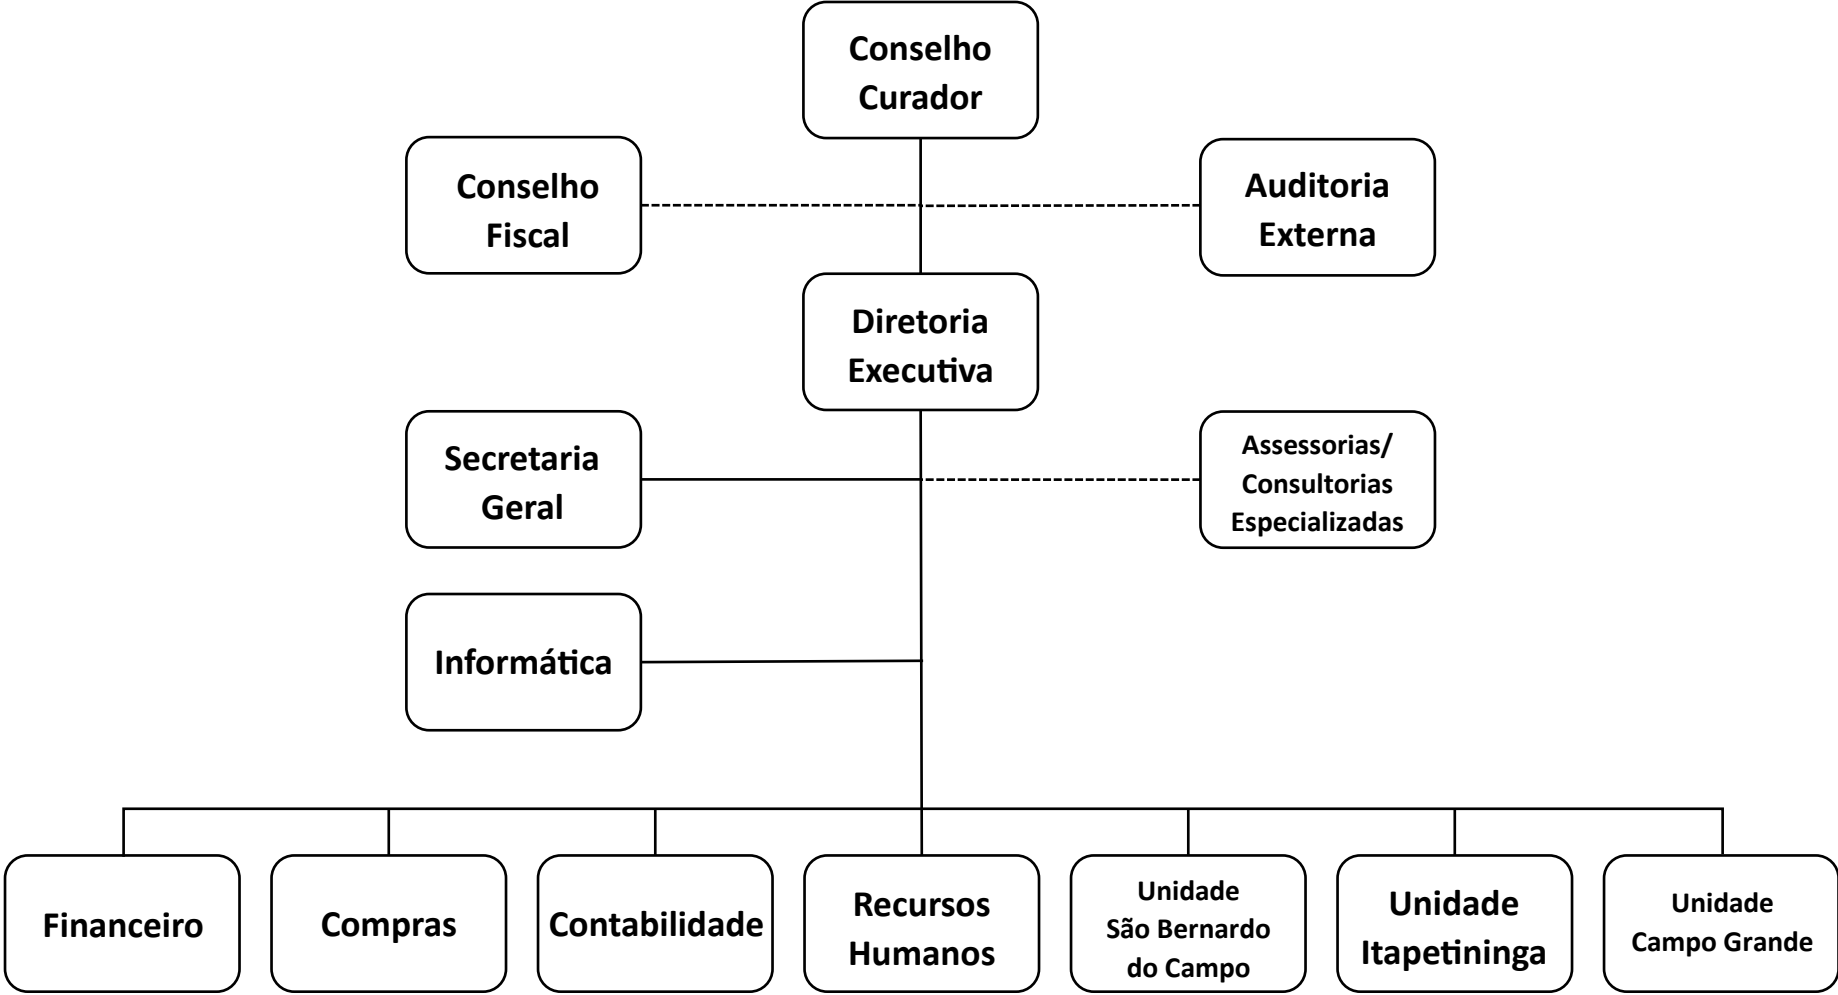 Conselho
Curador
Conselho
Fiscal
Auditoria
Externa
Diretoria
Executiva
Secretaria
Geral
Assessorias/
Consultorias
Especializadas
Informática
Financeiro
Compras
Contabilidade
Recursos
Humanos
Unidade
São Bernardo
do Campo
Unidade
Itapetininga
Unidade
Campo Grande